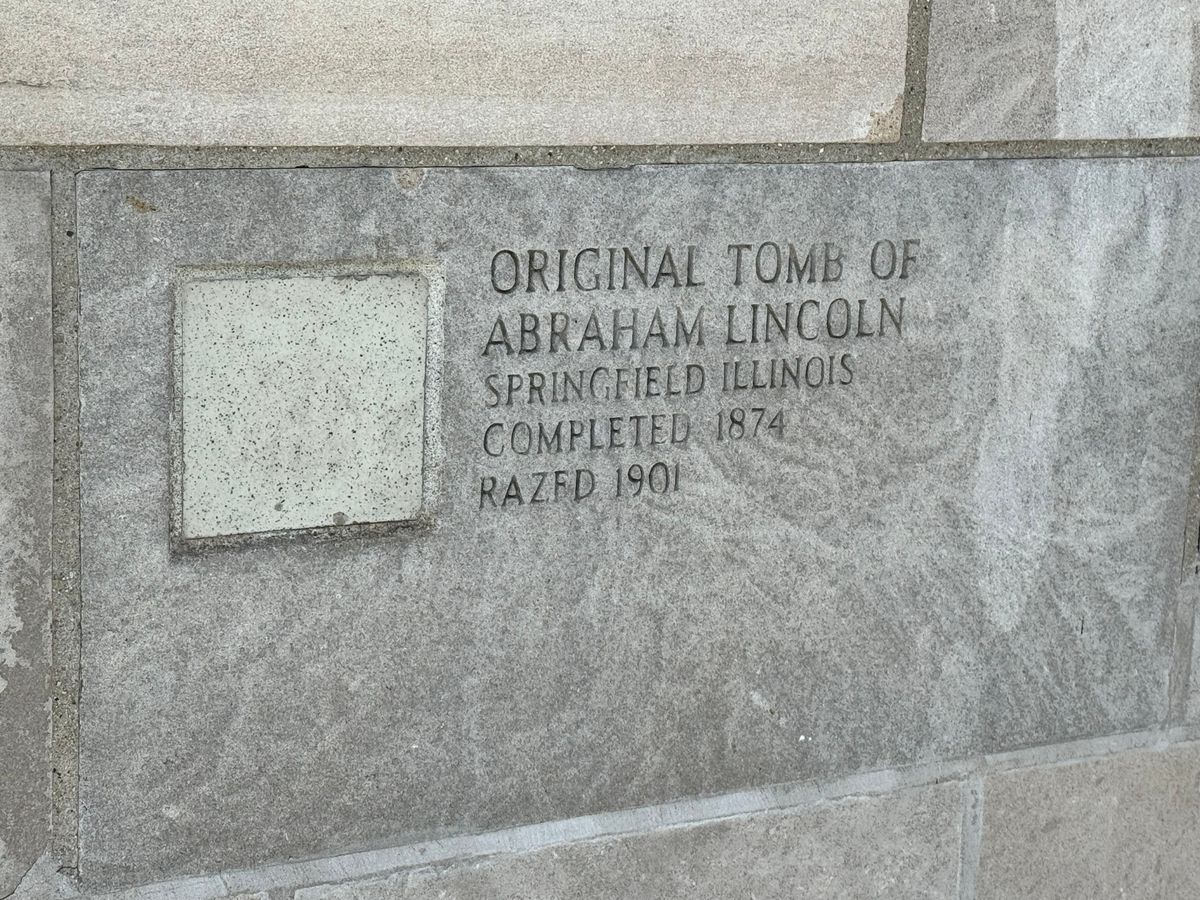 ORIGINAL TOMB OF
ABRAHAM LINCOLN
SPRINGFIELD ILLINOIS
COMPLETED 1874
RAZED 1901